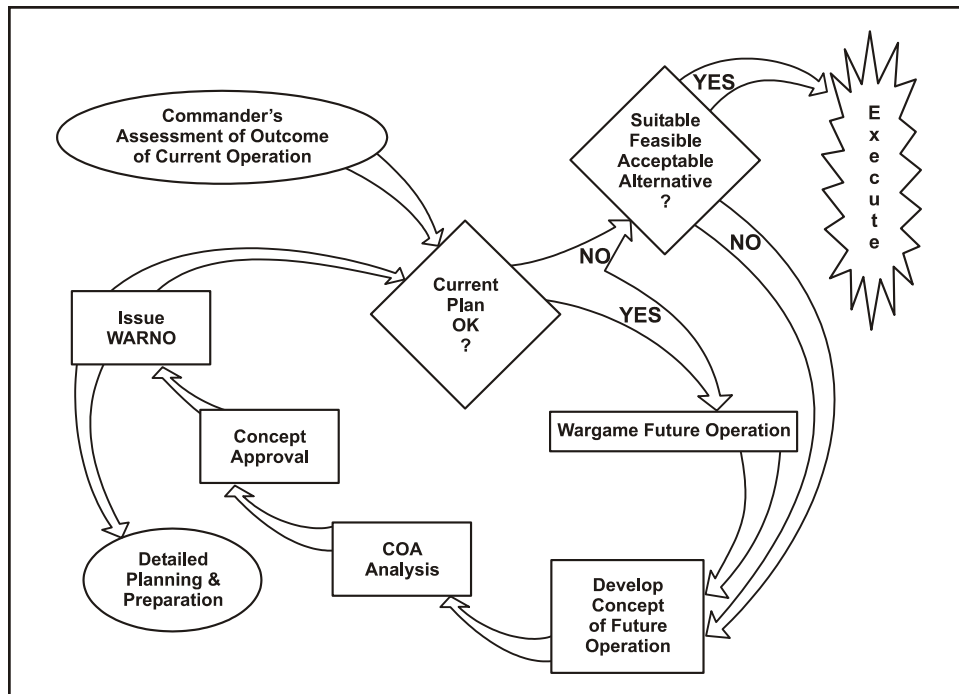 Commander's
Assessment of Outcome
of Current Operation
Suitable
Feasible
Acceptable
Alternative
?
YES
Execute
NO
Current
Plan
OK
?
NO
YES
Issue
WARNO
Wargame Future Operation
Concept
Approval
COA
Analysis
Detailed
Planning &
Preparation
Develop
Concept
of Future
Operation